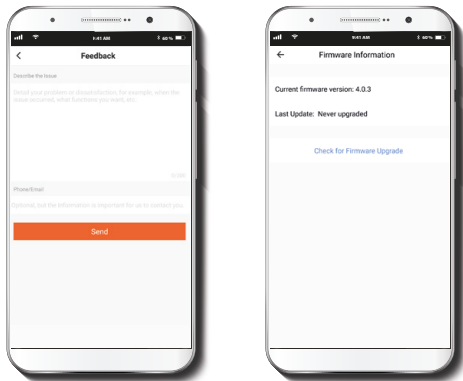 9:41 AM
60%
Feedback
Describe the Issue
Detail your problem or dissatisfaction, for example, when the
issue occurred, what functions you want, etc.
Phone/Email
Optional, but the information is important for us to contact you
Send
9:41 AM
60%
Firmware Information
Current firmware version: 4.0.3
Last Update: Never upgraded
Check for Firmware Upgrade